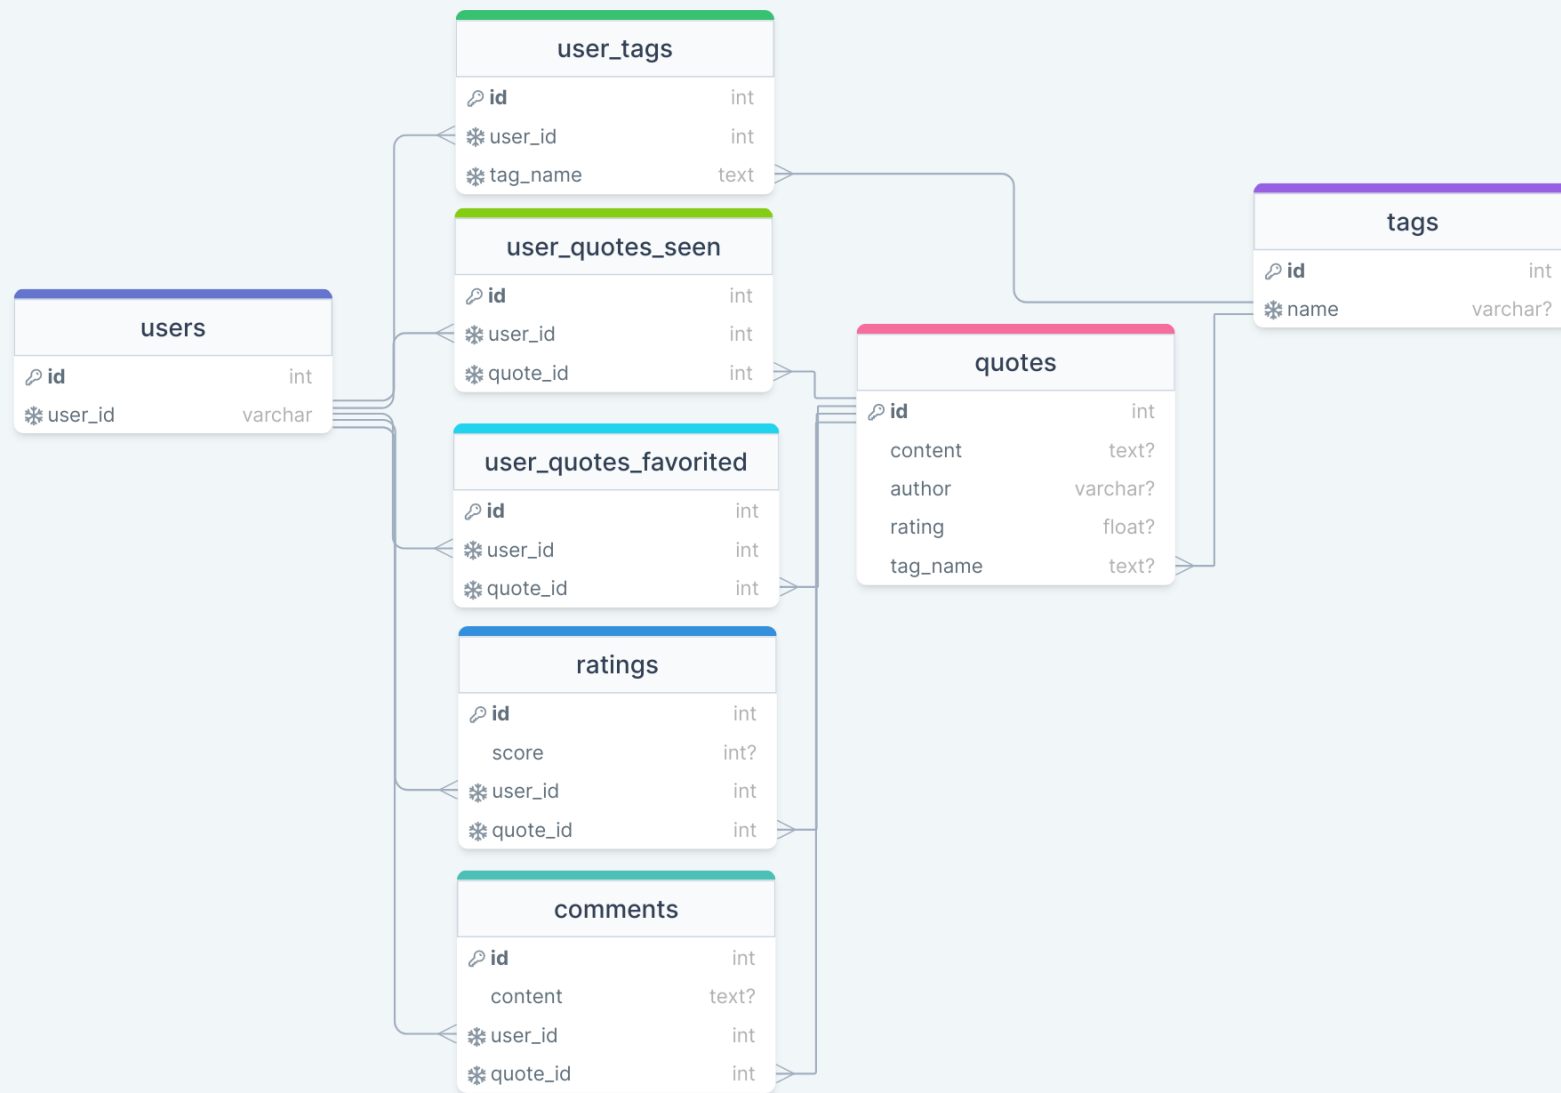 user_tags
id int
user_id int
tag_name text
user_quotes_seen
id int
user_id int
quote_id int
users
id int
user_id varchar
user_quotes_favorited
id int
user_id int
quote_id int
ratings
id int
score int?
user_id int
quote_id int
comments
id int
content text?
user_id int
quote_id int
quotes
id int
content text?
author varchar?
rating float?
tag_name text?
tags
id int
name varchar?